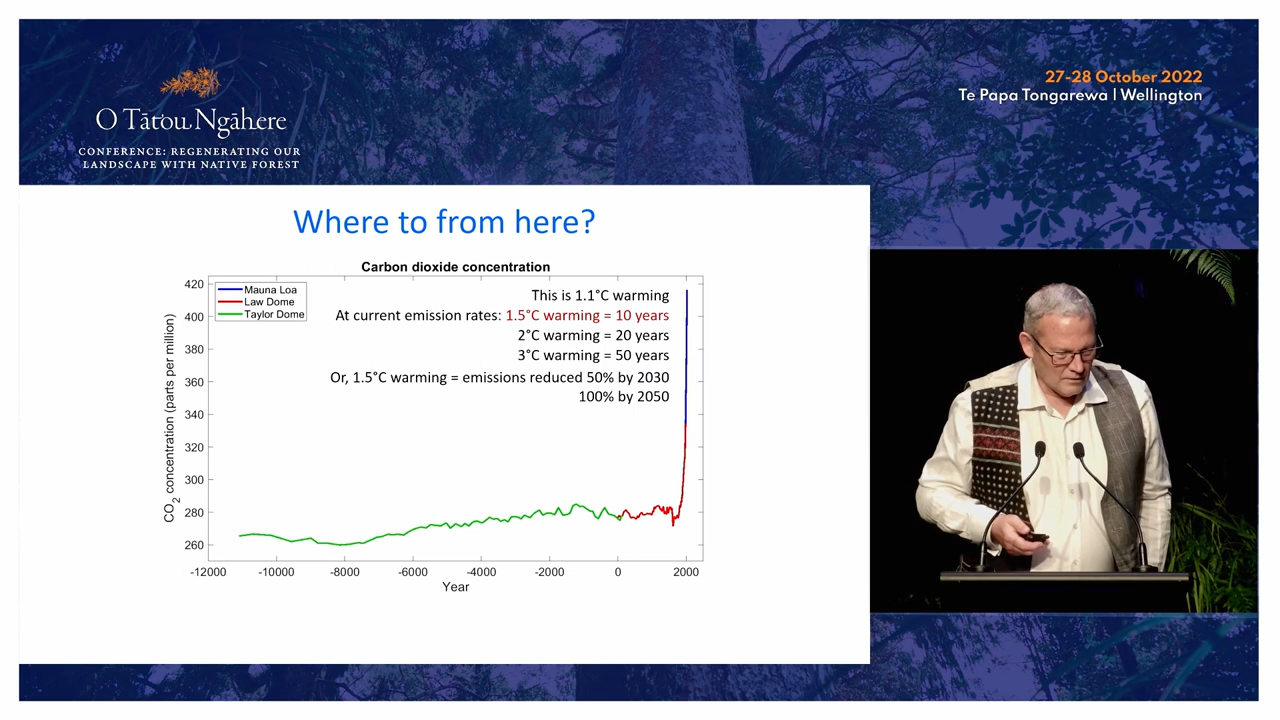 O Tātou Ngāhere
CONFERENCE: REGENERATING OUR
LANDSCAPE WITH NATIVE FOREST
27-28 October 2022
Te Papa Tongarewa | Wellington
Where to from here?
Carbon dioxide concentration
Mauna Loa
Law Dome
Taylor Dome
This is 1.1°C warming
At current emission rates: 1.5°C warming = 10 years
2°C warming = 20 years
3°C warming = 50 years
Or, 1.5°C warming = emissions reduced 50% by 2030
100% by 2050
CO2 concentration (parts per million)
420
400
380
360
340
320
300
280
260
-12000 -10000 -8000 -6000 -4000 -2000 0 2000
Year